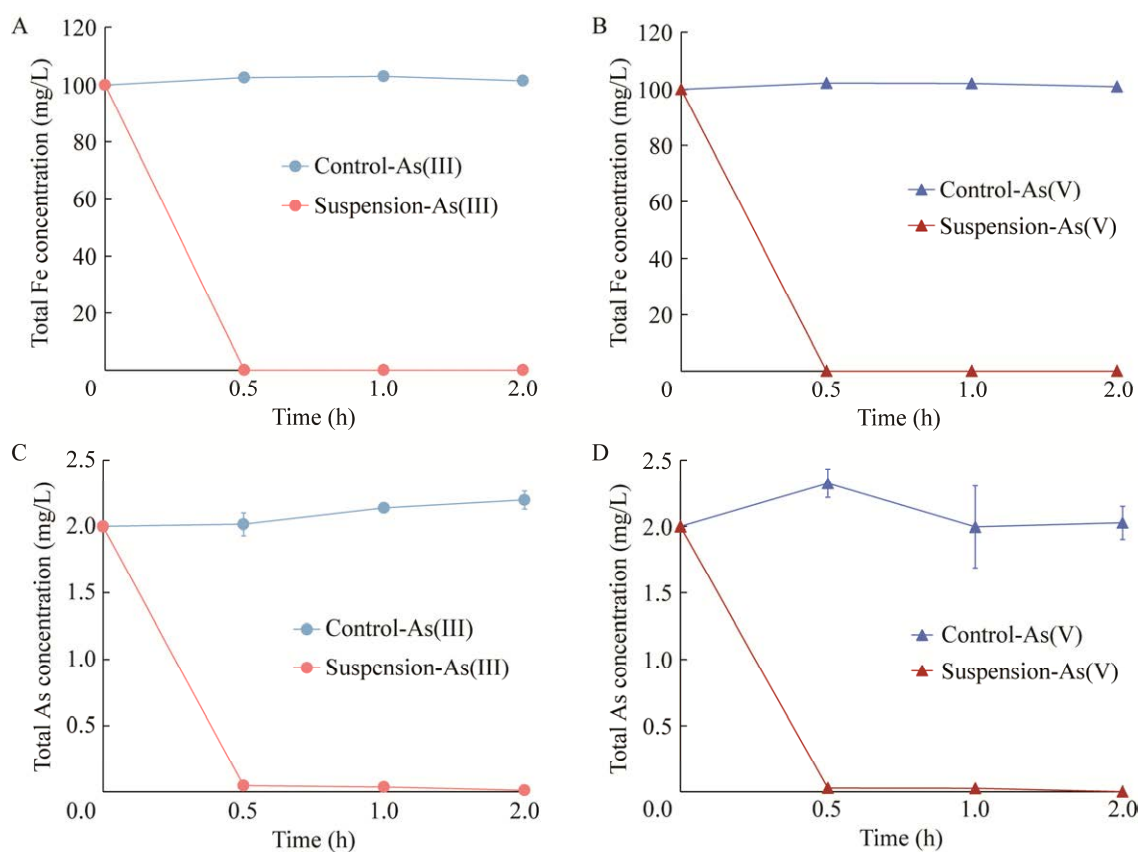 A
120
100
80
60
40
20
0
0.5
1.0
2.0
Time (h)
Total Fe concentration (mg/L)
Control-As(III)
Suspension-As(III)
B
120
100
80
60
40
20
0
0.5
1.0
2.0
Time (h)
Total Fe concentration (mg/L)
Control-As(V)
Suspension-As(V)
C
2.5
2.0
1.5
1.0
0.5
0.0
0.5
1.0
2.0
Time (h)
Total As concentration (mg/L)
Control-As(III)
Suspension-As(III)
D
2.5
2.0
1.5
1.0
0.5
0.0
0.5
1.0
2.0
Time (h)
Total As concentration (mg/L)
Control-As(V)
Suspension-As(V)